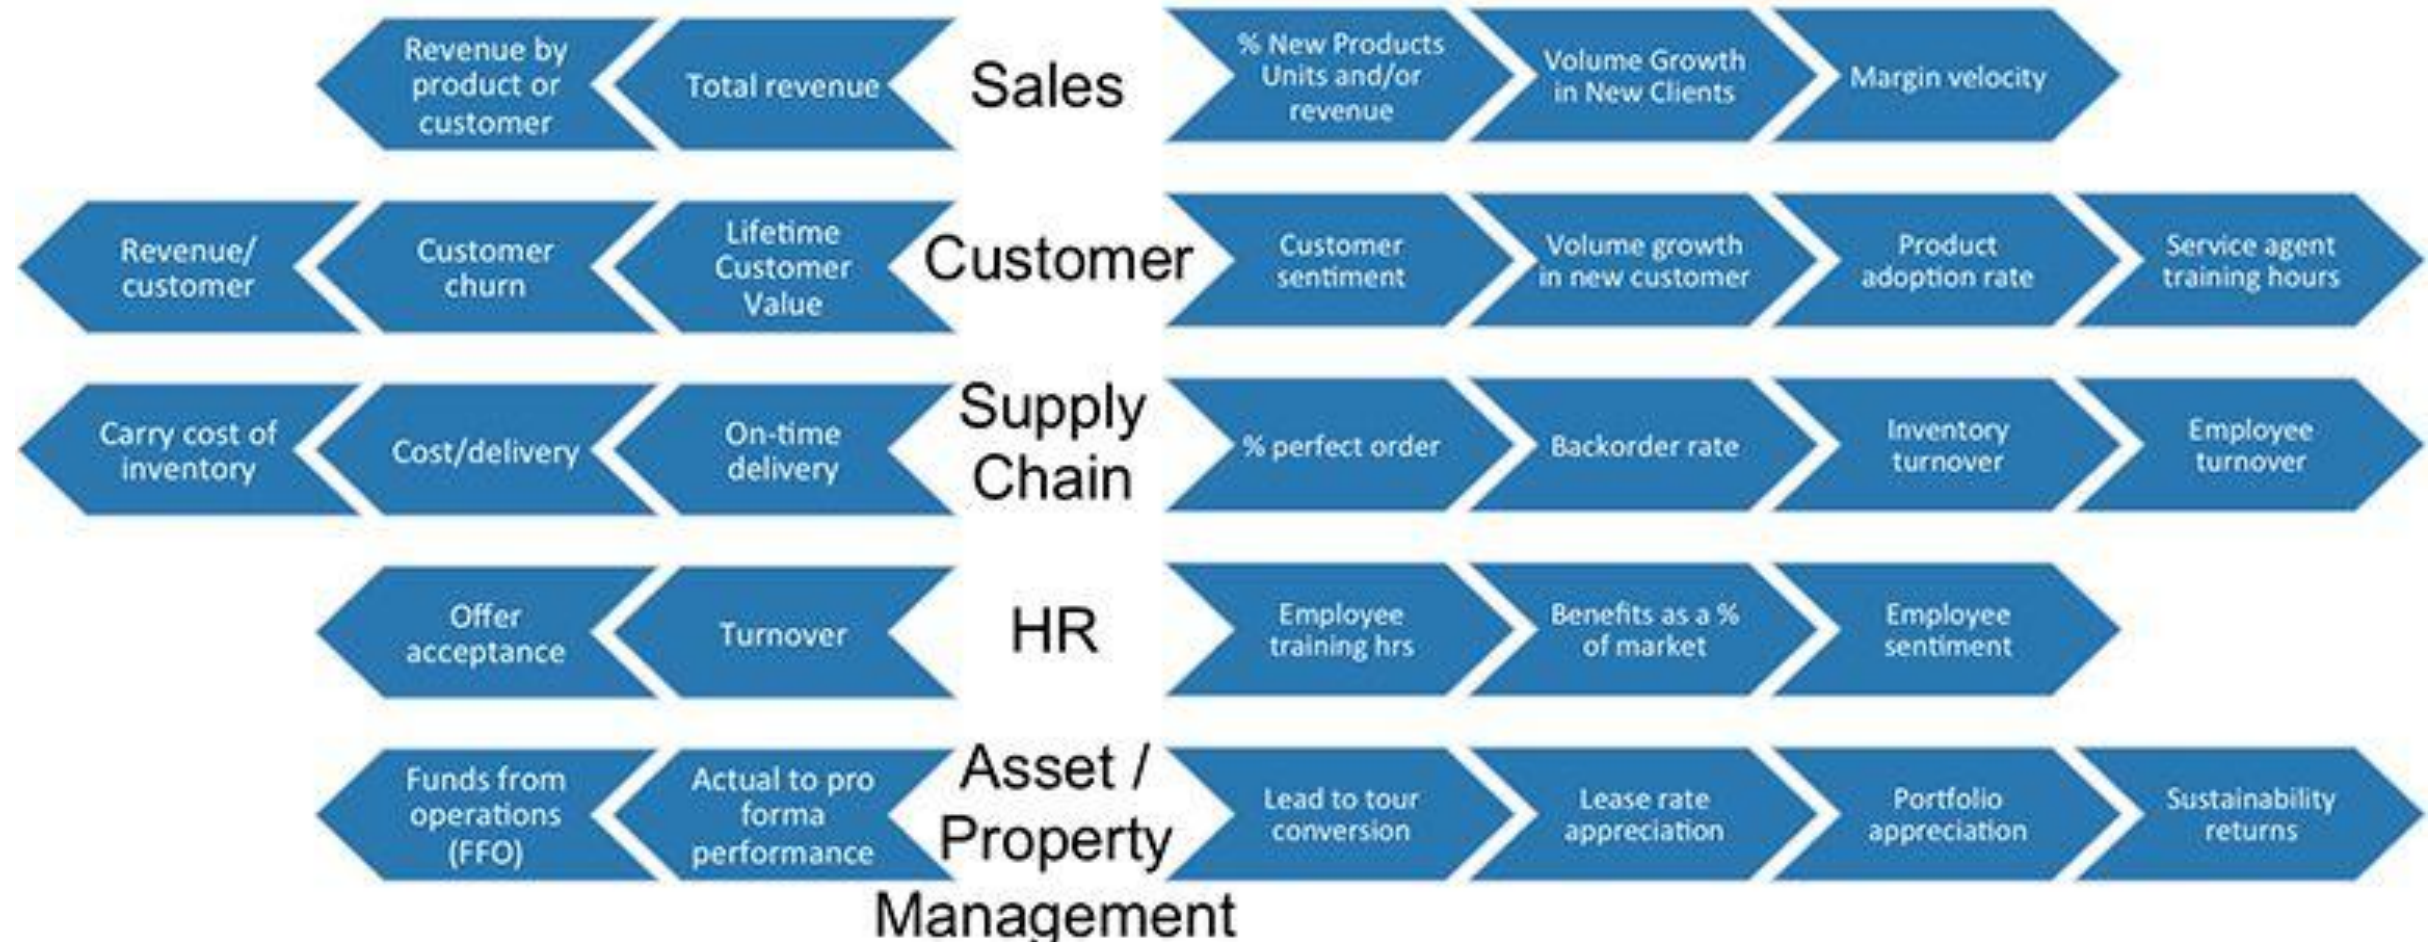 Revenue by
product or
customer
Total revenue
Sales
% New Products
Units and/or
revenue
Volume Growth
in New Clients
Margin velocity
Revenue/
customer
Customer
churn
Lifetime
Customer
Value
Customer
Customer
sentiment
Volume growth
in new customer
Product
adoption rate
Service agent
training hours
Carry cost of
inventory
Cost/delivery
On-time
delivery
Supply
Chain
% perfect order
Backorder rate
Inventory
turnover
Employee
turnover
Offer
acceptance
Turnover
HR
Employee
training hrs
Benefits as a %
of market
Employee
sentiment
Funds from
operations
(FFO)
Actual to pro
forma
performance
Asset /
Property
Management
Lead to tour
conversion
Lease rate
appreciation
Portfolio
appreciation
Sustainability
returns